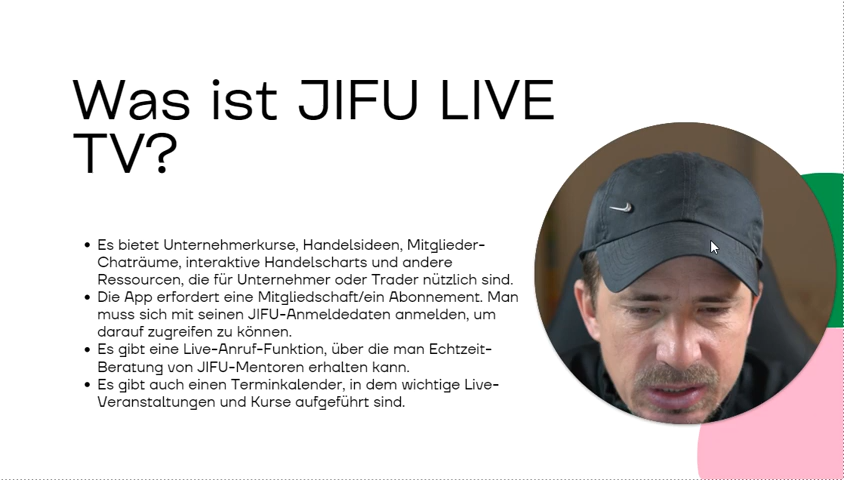 Was ist JIFU LIVE
TV?
Es bietet Unternehmerkurse, Handelsideen, Mitglieder-
Chaträume, interaktive Handelscharts und andere
Ressourcen, die für Unternehmer oder Trader nützlich sind.
Die App erfordert eine Mitgliedschaft/ein Abonnement. Man
muss sich mit seinen JIFU-Anmeldedaten anmelden, um
darauf zugreifen zu können.
Es gibt eine Live-Anruf-Funktion, über die man Echtzeit-
Beratung von JIFU-Mentoren erhalten kann.
Es gibt auch einen Terminkalender, in dem wichtige Live-
Veranstaltungen und Kurse aufgeführt sind.